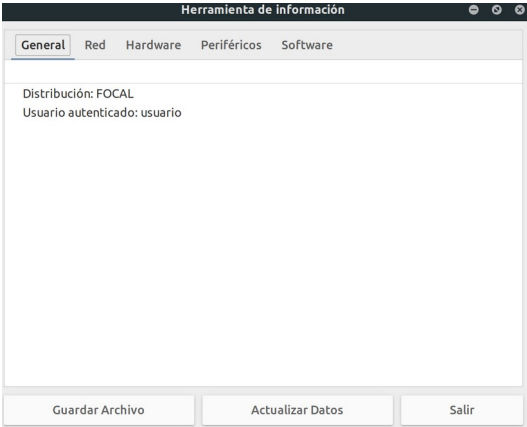 Herramienta de información
General Red Hardware Periféricos Software
Distribución: FOCAL
Usuario autenticado: usuario
Guardar Archivo Actualizar Datos Salir